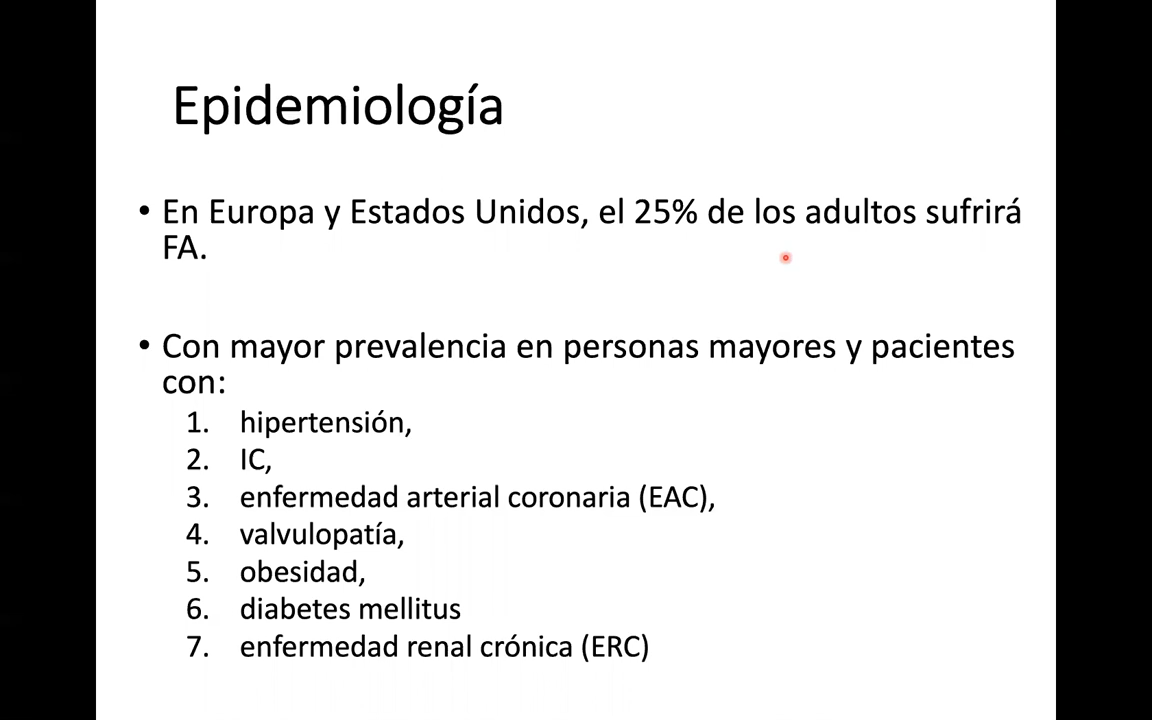 Epidemiología
• En Europa y Estados Unidos, el 25% de los adultos sufrirá
FA.
• Con mayor prevalencia en personas mayores y pacientes
con:
1. hipertensión,
2. IC,
3. enfermedad arterial coronaria (EAC),
4. valvulopatía,
5. obesidad,
6. diabetes mellitus
7. enfermedad renal crónica (ERC)